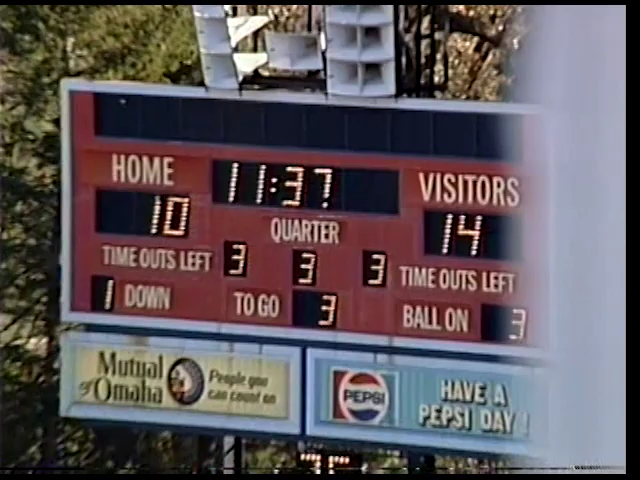 HOME 11:37 VISITORS
10 QUARTER 14
TIME OUTS LEFT 3 3 3 TIME OUTS LEFT
1 DOWN TO GO 3 BALL ON 3
Mutual of Omaha People you can count on
PEPSI HAVE A PEPSI DAY!